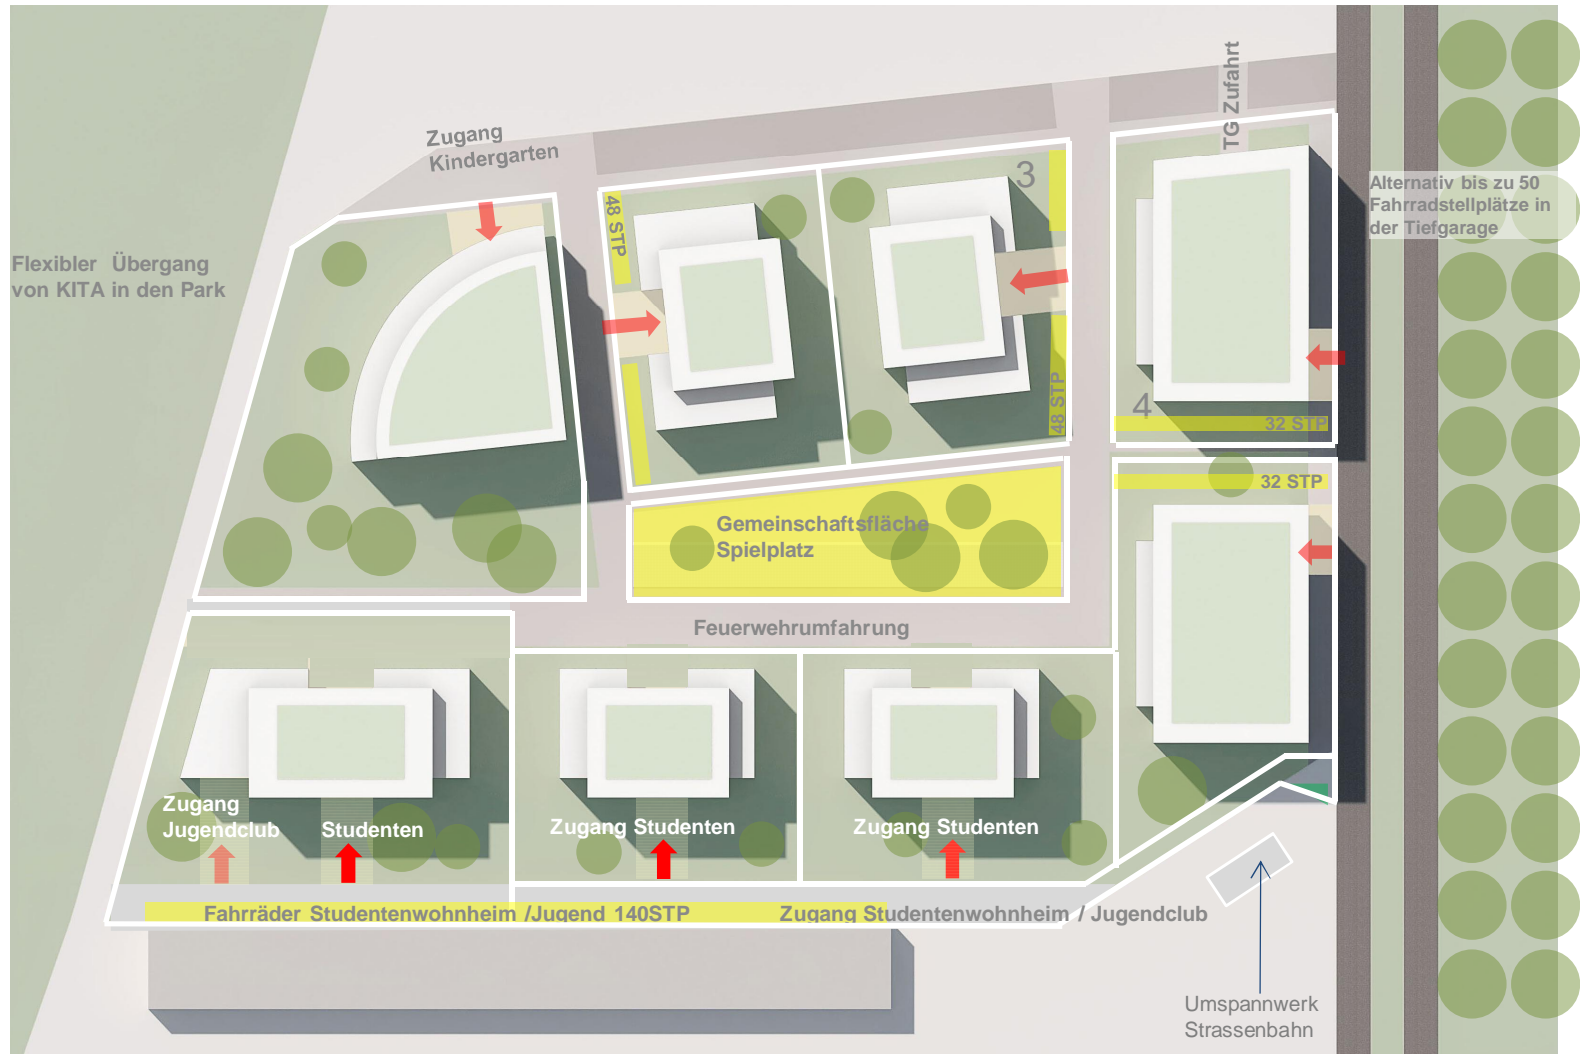 TG Zufahrt
Zugang
Kindergarten
3
Alternativ bis zu 50
Fahrradstellplätze in
der Tiefgarage
48 STP
Flexibler Übergang
von KITA in den Park
48 STP
4
32 STP
32 STP
Gemeinschaftsfläche
Spielplatz
Feuerwehrumfahrung
Zugang
Jugendclub
Studenten
Zugang Studenten
Zugang Studenten
Fahrräder Studentenwohnheim /Jugend 140STP
Zugang Studentenwohnheim / Jugendclub
Umspannwerk
Strassenbahn